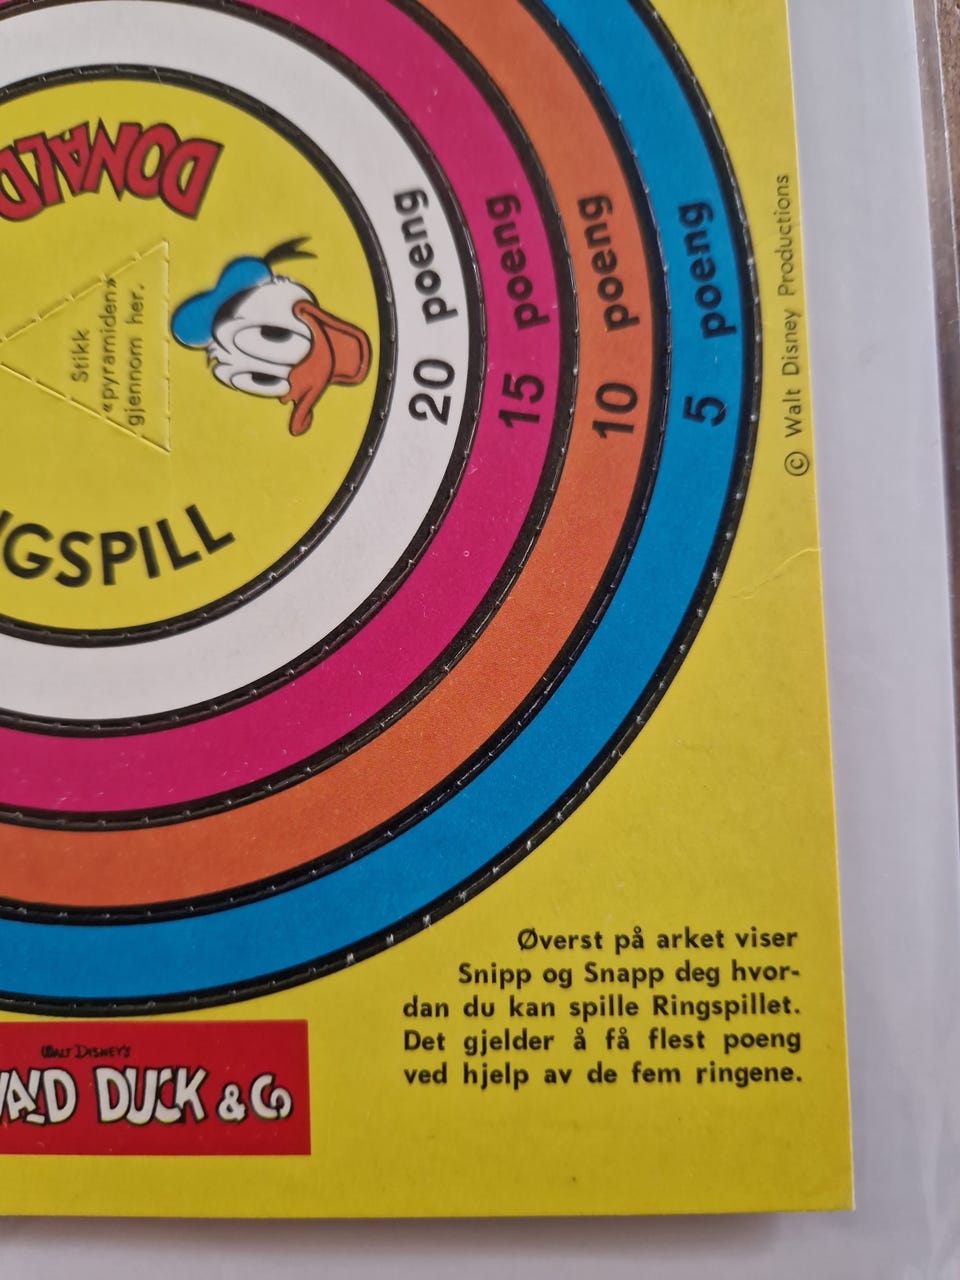 DONALD
Stikk
«pyramiden»
gjennom her.
NGSPILL
20 poeng
15 poeng
10 poeng
5 poeng
© Walt Disney Productions
Øverst på arket viser
Snipp og Snapp deg hvor-
dan du kan spille Ringspillet.
Det gjelder å få flest poeng
ved hjelp av de fem ringene.
WALT DISNEY'S
NALD DUCK & Co